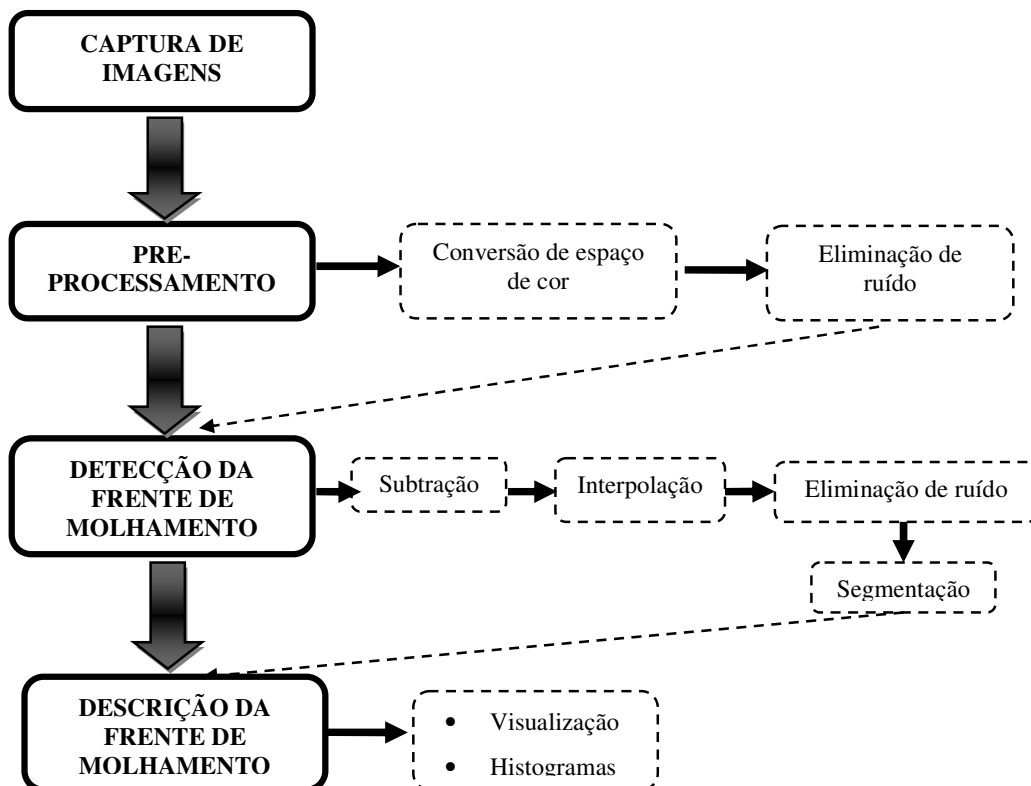 CAPTURA DE
IMAGENS
PRE-
PROCESSAMENTO
Conversão de espaço
de cor
Eliminação de
ruído
DETECÇÃO DA
FRENTE DE
MOLHAMENTO
Subtração
Interpolação
Eliminação de ruído
Segmentação
DESCRIÇÃO DA
FRENTE DE
MOLHAMENTO
• Visualização
• Histogramas